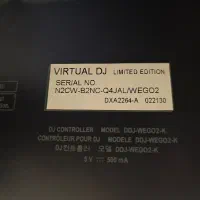 VIRTUAL DJ LIMITED EDITION
SERIAL NO
N2CW-B2NC-Q4JAL/WEGO2
DXA2264-A 022130
DJ CONTROLLER MODEL DDJ-WEGO2-K
CONTRÔLEUR POUR DJ MODELE DDJ-WEGO2-K
DJ 컨트롤러 모델 DDJ-WEGO2-K
5 V ⎓ 500 mA